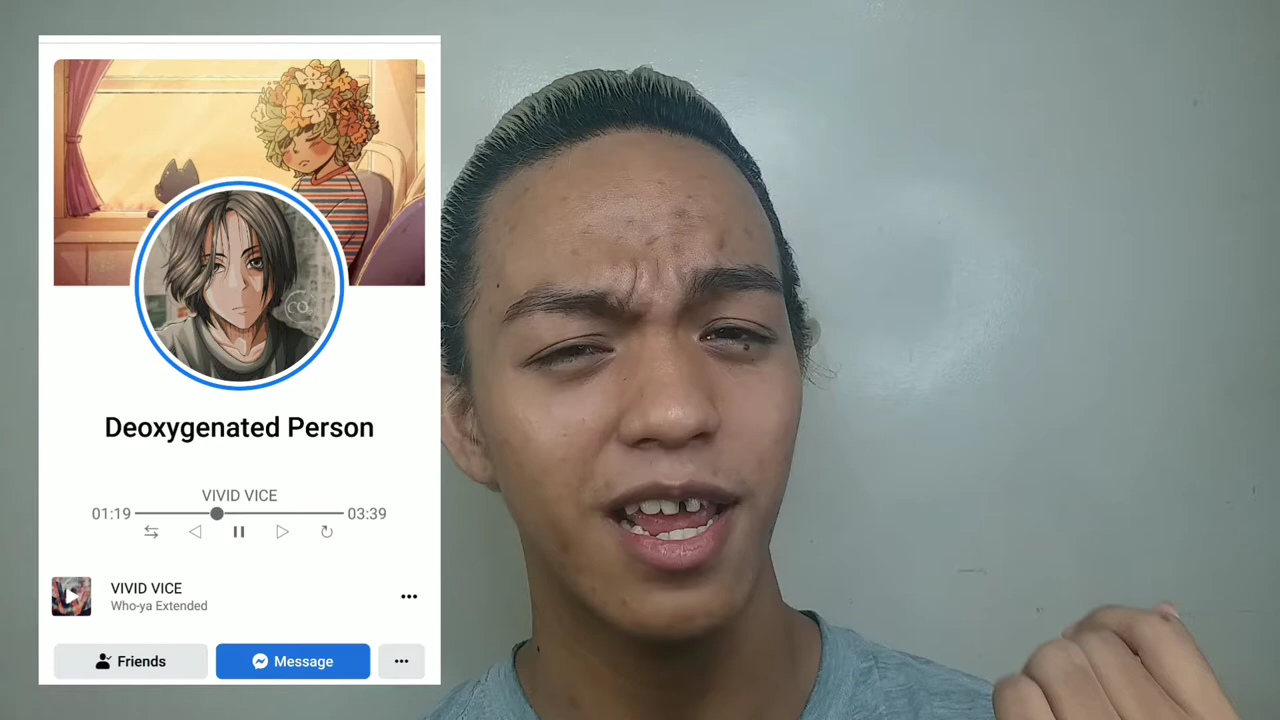 Deoxygenated Person
VIVID VICE
01:19 03:39
VIVID VICE
Who-ya Extended
Friends Message